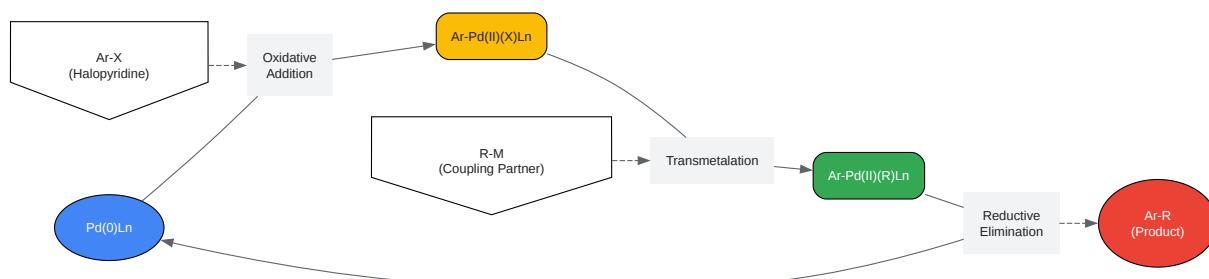 Ar-X
(Halopyridine)
Oxidative
Addition
Ar-Pd(II)(X)Ln
R-M
(Coupling Partner)
Transmetalation
Ar-Pd(II)(R)Ln
Pd(0)Ln
Reductive
Elimination
Ar-R
(Product)